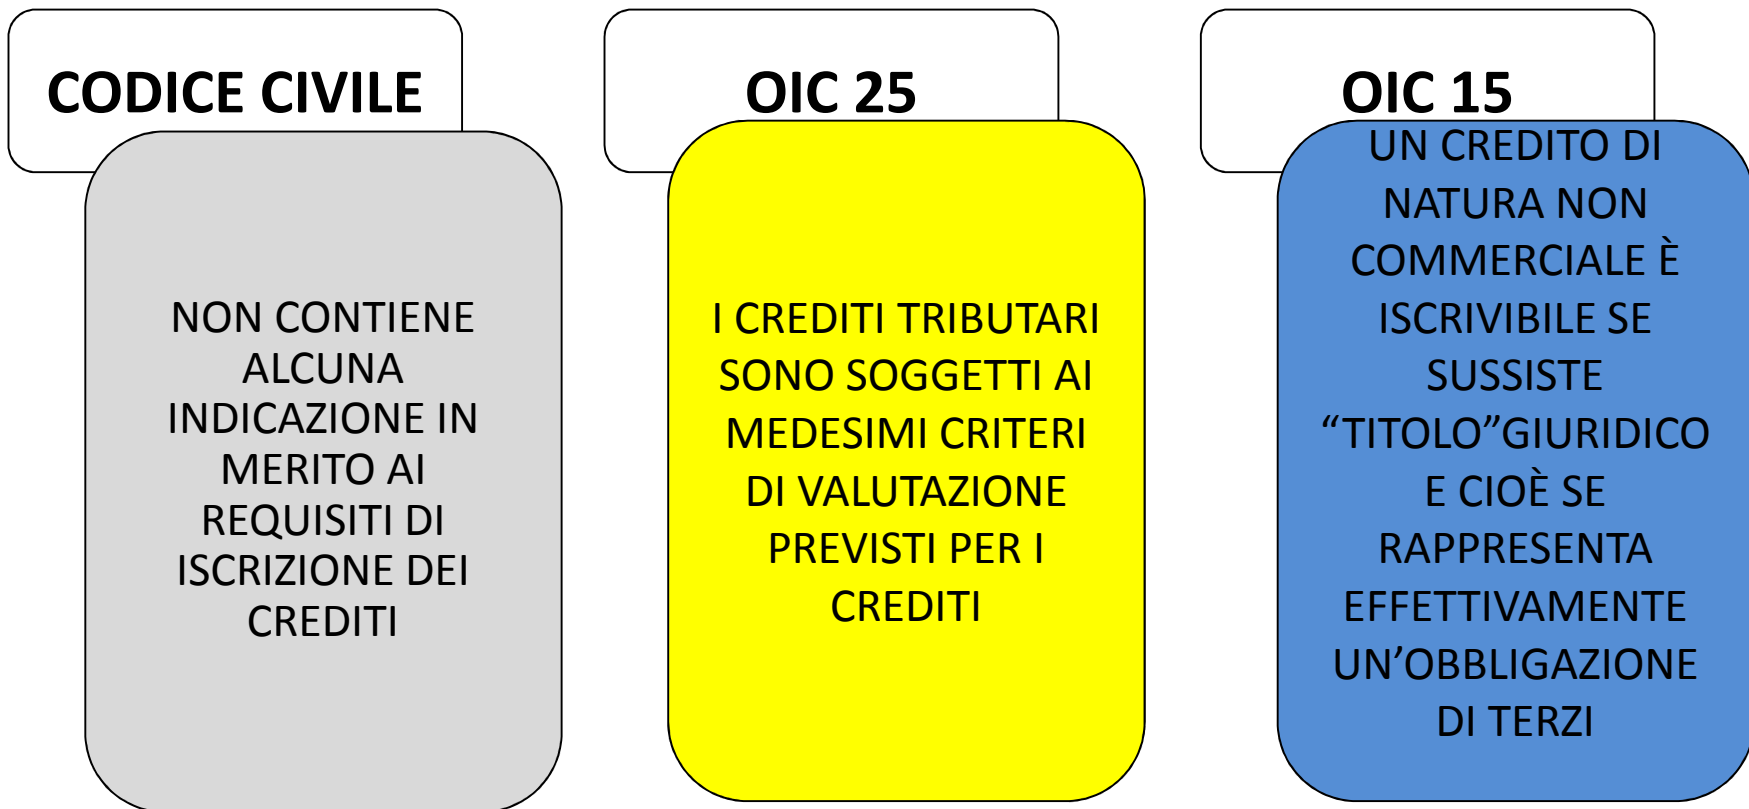 CODICE CIVILE
NON CONTIENE
ALCUNA
INDICAZIONE IN
MERITO AI
REQUISITI DI
ISCRIZIONE DEI
CREDITI
OIC 25
I CREDITI TRIBUTARI
SONO SOGGETTI AI
MEDESIMI CRITERI
DI VALUTAZIONE
PREVISTI PER I
CREDITI
OIC 15
UN CREDITO DI
NATURA NON
COMMERCIALE È
ISCRIVIBILE SE
SUSSISTE
“TITOLO”GIURIDICO
E CIOÈ SE
RAPPRESENTA
EFFETTIVAMENTE
UN’OBBLIGAZIONE
DI TERZI